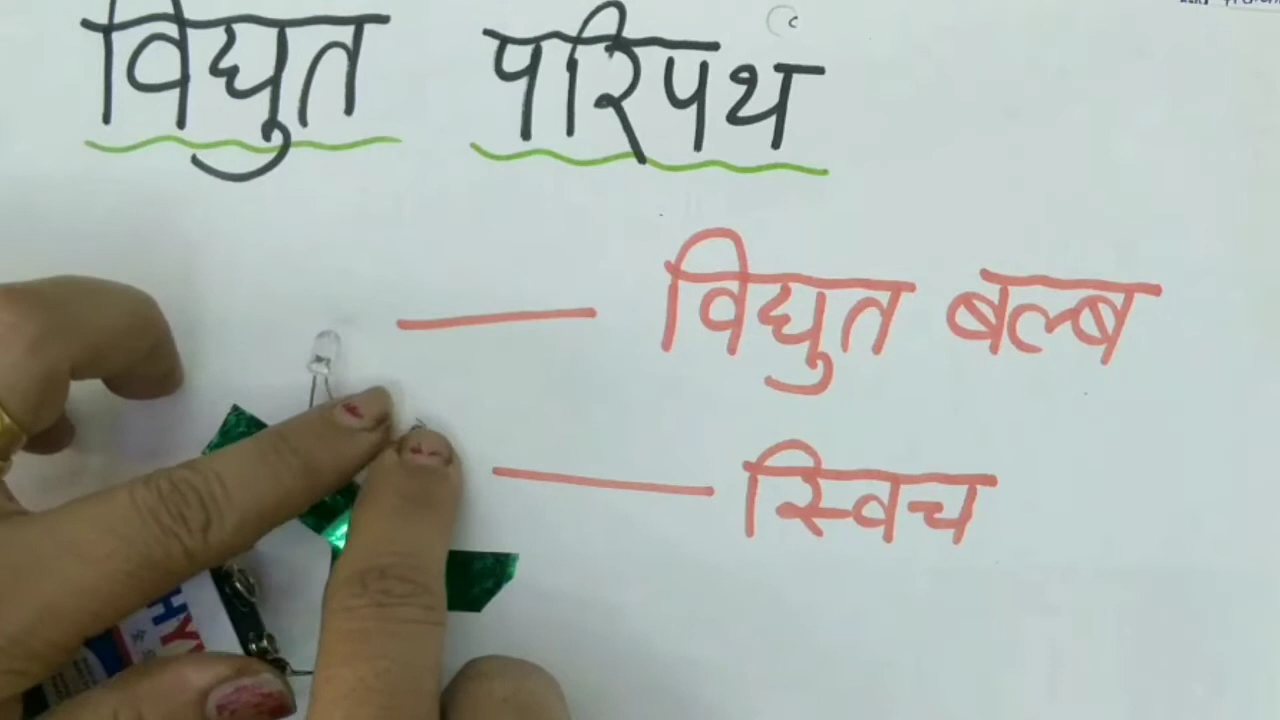 विद्युत परिपथ
विद्युत बल्ब
स्विच